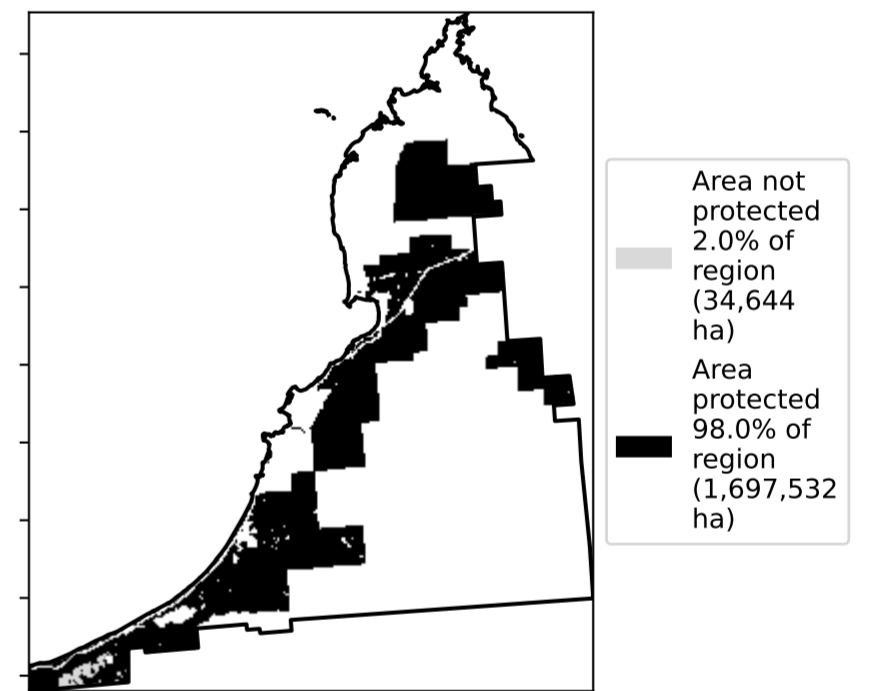 Area not
protected
2.0% of
region
(34,644
ha)
Area
protected
98.0% of
region
(1,697,532
ha)